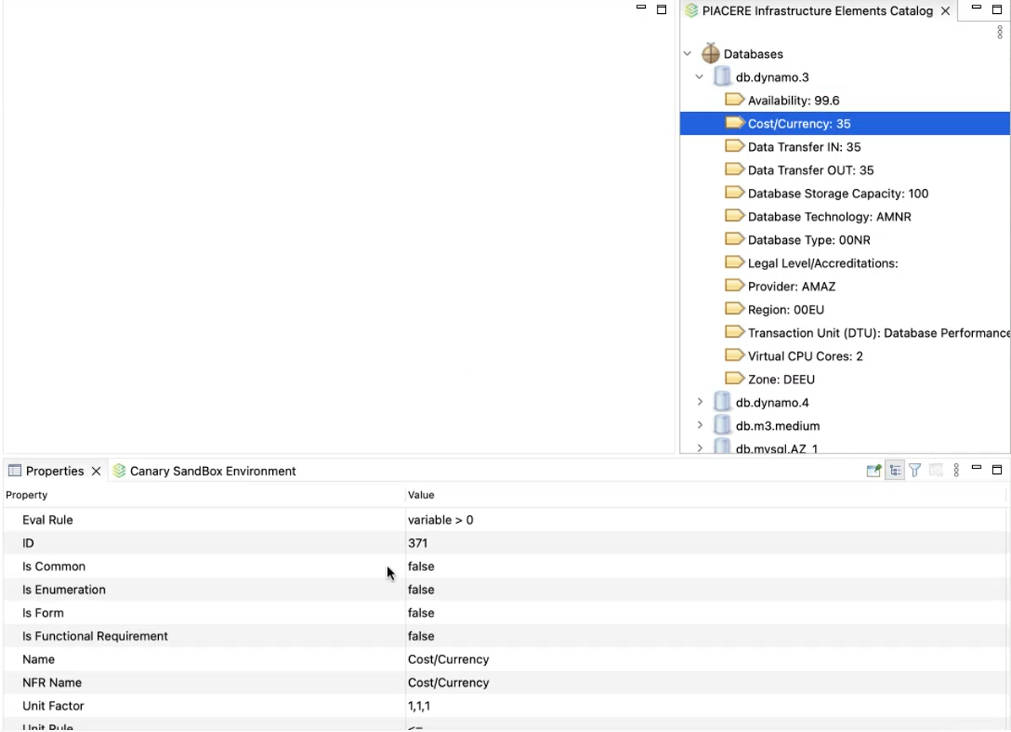 PIACERE Infrastructure Elements Catalog
Databases
db.dynamo.3
Availability: 99.6
Cost/Currency: 35
Data Transfer IN: 35
Data Transfer OUT: 35
Database Storage Capacity: 100
Database Technology: AMNR
Database Type: 00NR
Legal Level/Accreditations:
Provider: AMAZ
Region: 00EU
Transaction Unit (DTU): Database Performance
Virtual CPU Cores: 2
Zone: DEEU
db.dynamo.4
db.m3.medium
db.mysql.AZ_1
Properties Canary SandBox Environment
Property Value
Eval Rule variable > 0
ID 371
Is Common false
Is Enumeration false
Is Form false
Is Functional Requirement false
Name Cost/Currency
NFR Name Cost/Currency
Unit Factor 1,1,1
Unit Rule <=